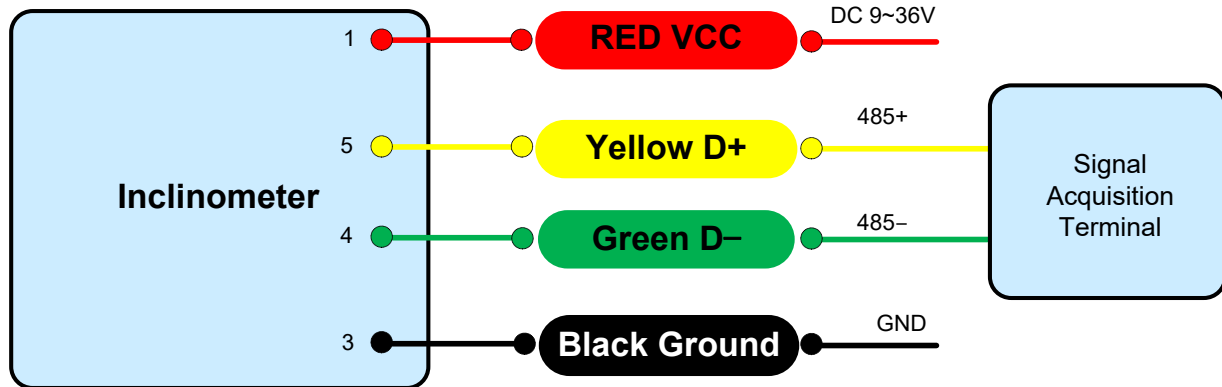 1 RED VCC DC 9~36V
5 Yellow D+ 485+
Inclinometer
Signal
Acquisition
Terminal
4 Green D– 485–
3 Black Ground GND